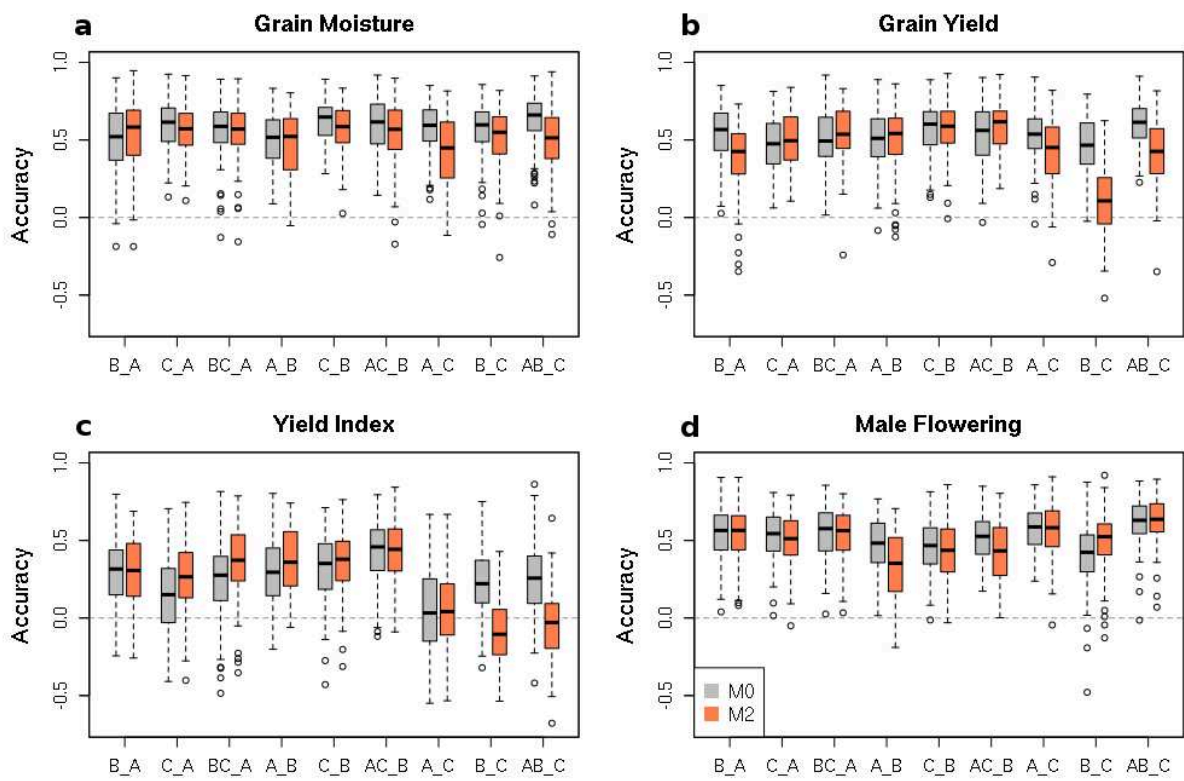 a Grain Moisture
Accuracy
1.0
0.5
0.0
-0.5
B_A C_A BC_A A_B C_B AC_B A_C B_C AB_C
b Grain Yield
Accuracy
1.0
0.5
0.0
-0.5
B_A C_A BC_A A_B C_B AC_B A_C B_C AB_C
c Yield Index
Accuracy
1.0
0.5
0.0
-0.5
B_A C_A BC_A A_B C_B AC_B A_C B_C AB_C
d Male Flowering
Accuracy
1.0
0.5
0.0
-0.5
M0
M2
B_A C_A BC_A A_B C_B AC_B A_C B_C AB_C